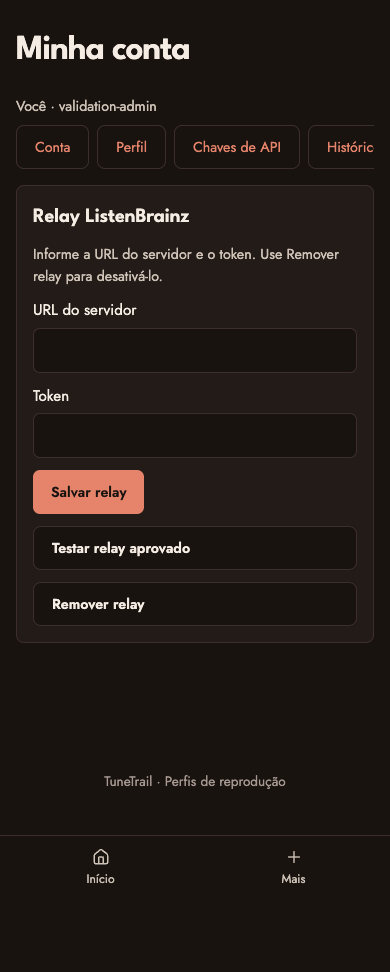 Minha conta
Você · validation-admin
Conta
Perfil
Chaves de API
Históric
Relay ListenBrainz
Informe a URL do servidor e o token. Use Remover
relay para desativá-lo.
URL do servidor
Token
Salvar relay
Testar relay aprovado
Remover relay
TuneTrail · Perfis de reprodução
Início
Mais